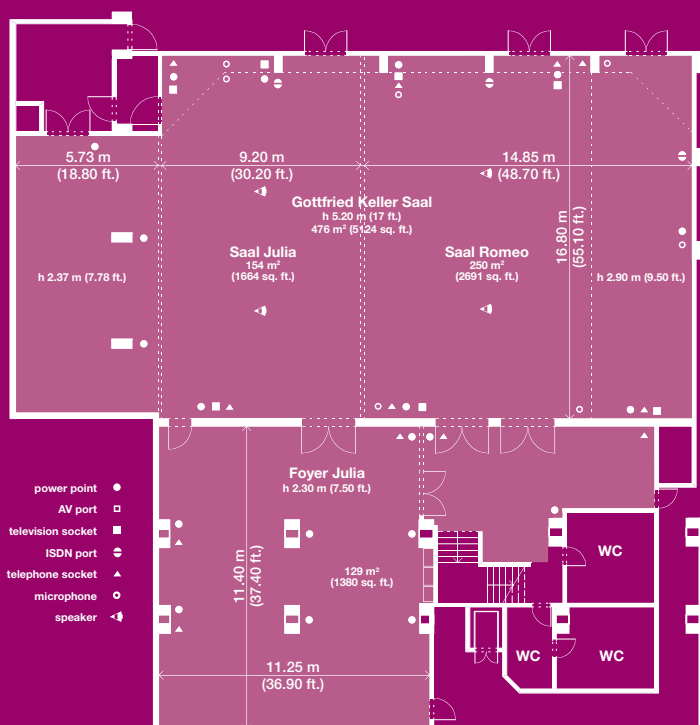 5.73 m
(18.80 ft.)
9.20 m
(30.20 ft.)
14.85 m
(48.70 ft.)
Gottfried Keller Saal
h 5.20 m (17 ft.)
476 m² (5124 sq. ft.)
16.80 m
(55.10 ft.)
Saal Julia
154 m²
(1664 sq. ft.)
Saal Romeo
250 m²
(2691 sq. ft.)
h 2.37 m (7.78 ft.)
h 2.90 m (9.50 ft.)
Foyer Julia
h 2.30 m (7.50 ft.)
power point
AV port
television socket
ISDN port
telephone socket
microphone
speaker
11.40 m
(37.40 ft.)
129 m²
(1380 sq. ft.)
WC
WC
WC
11.25 m
(36.90 ft.)